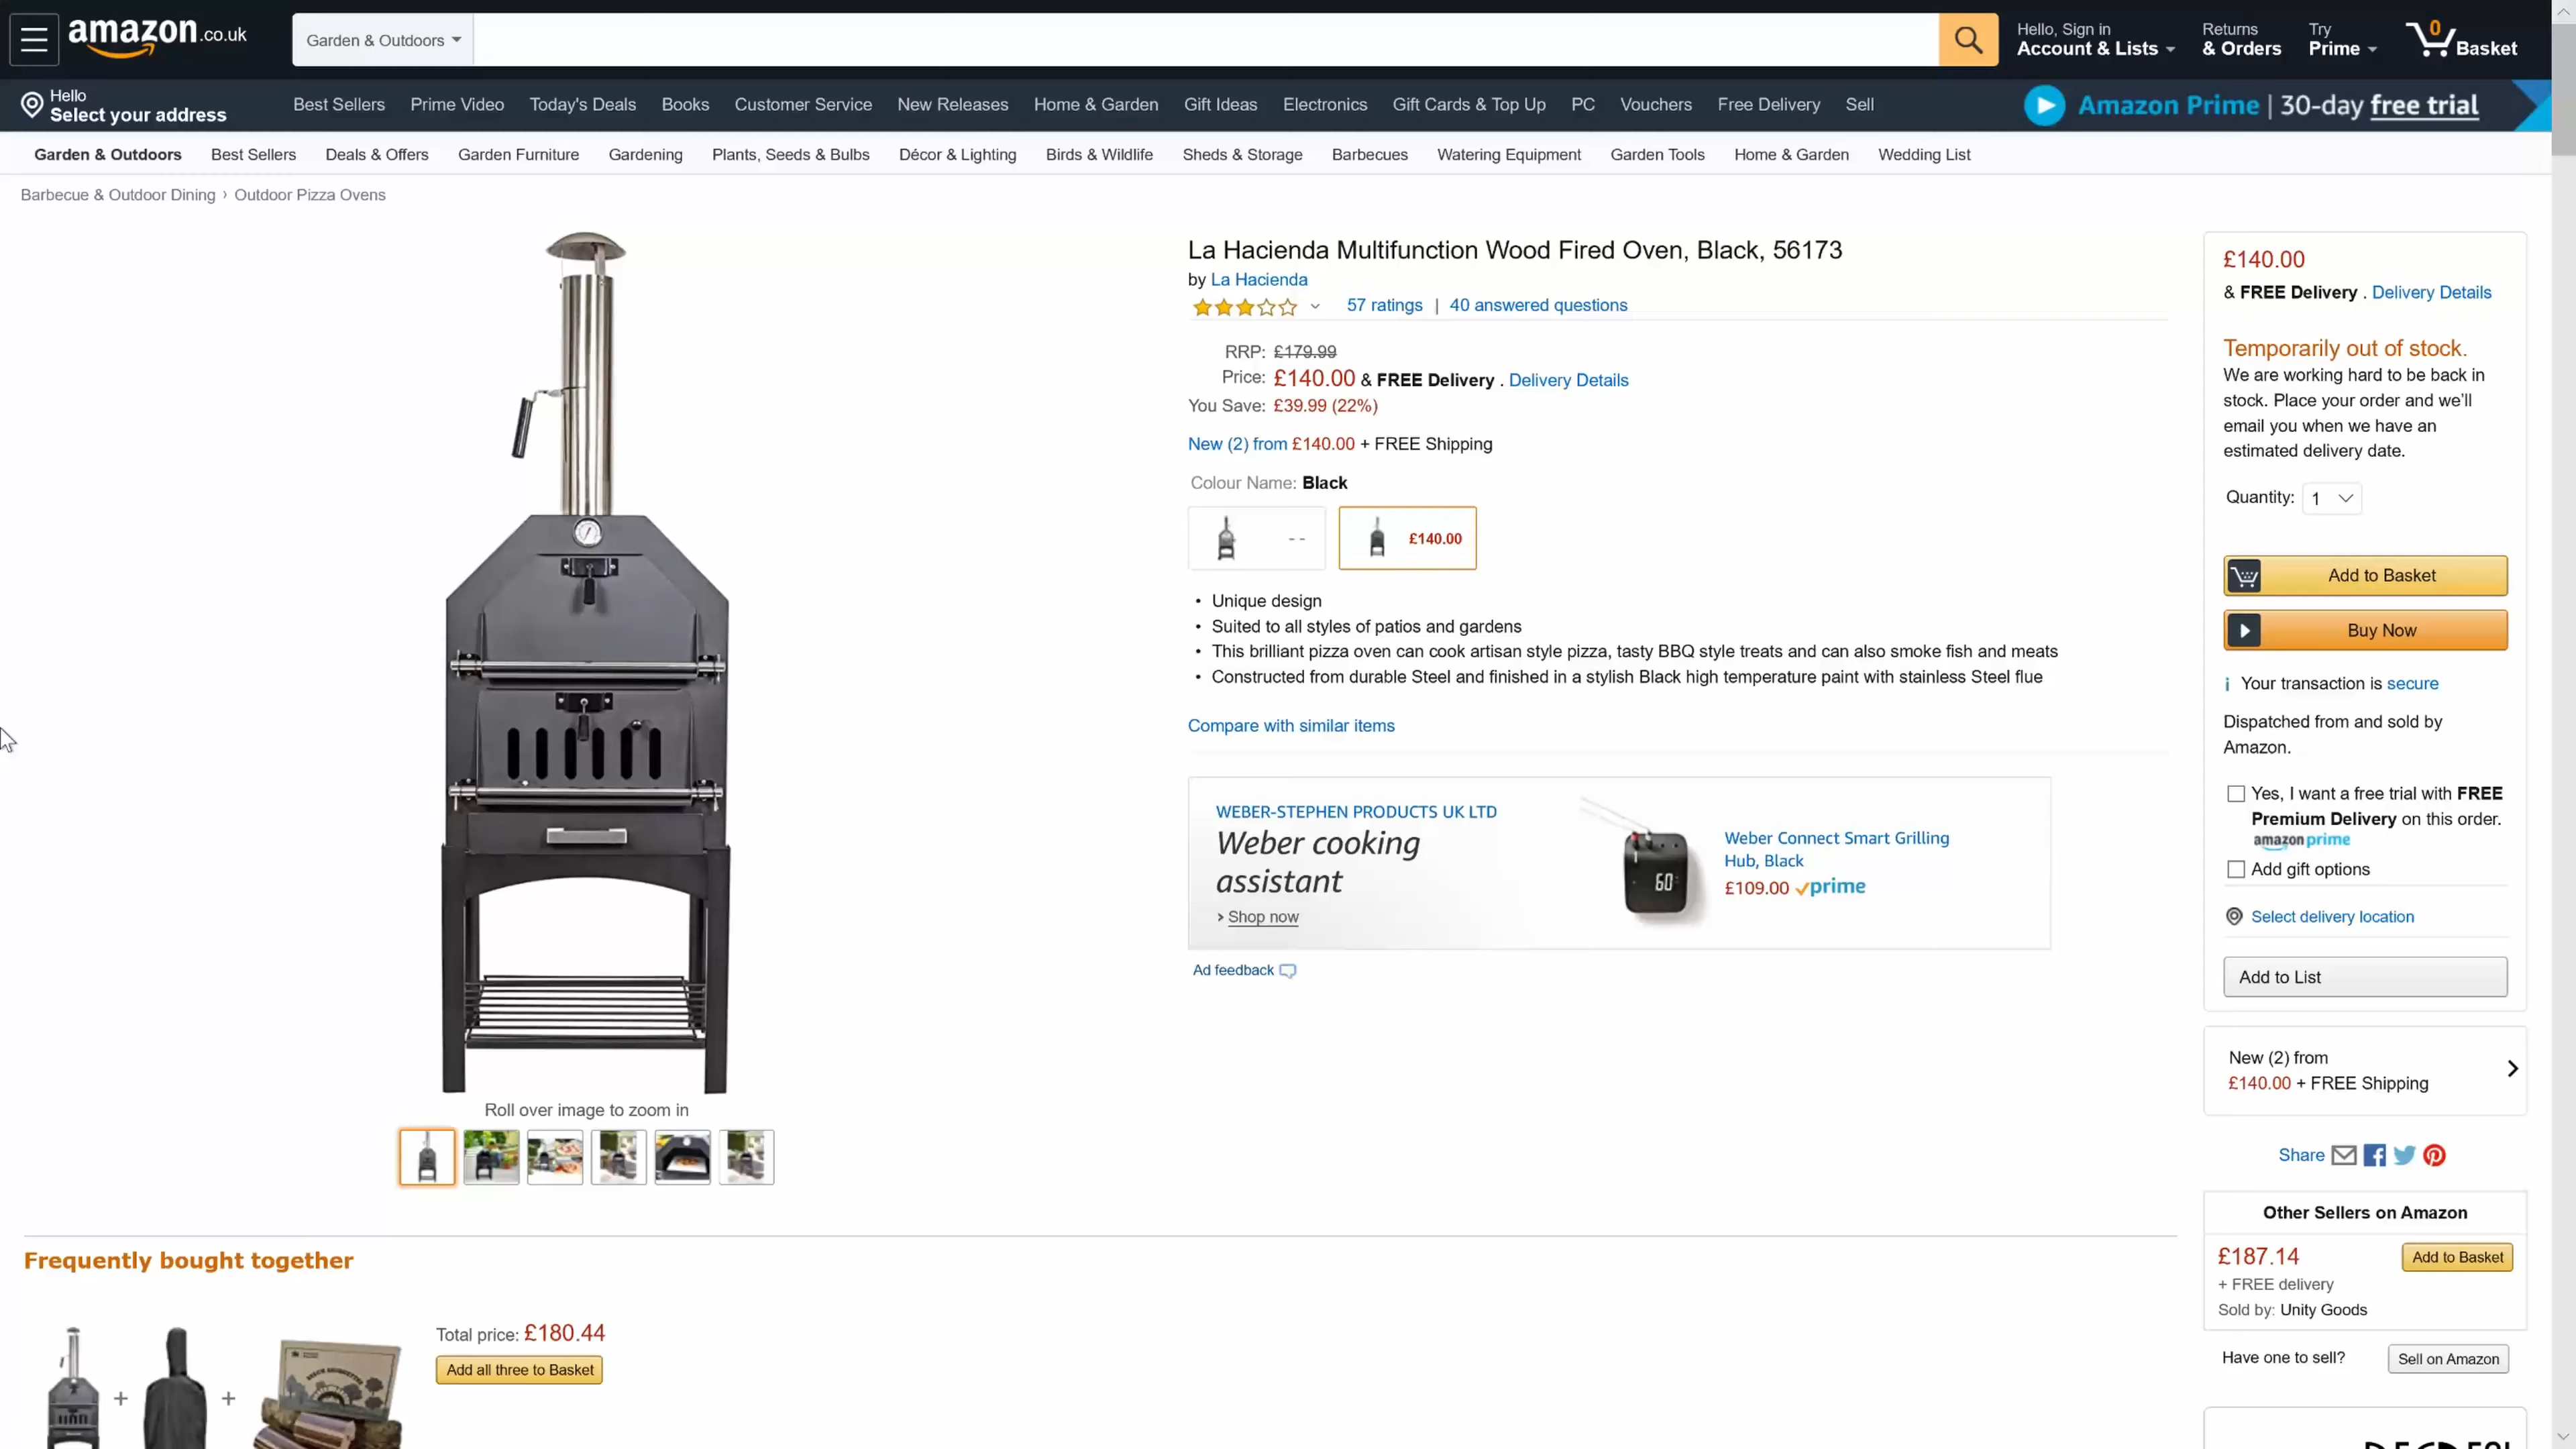 amazon.co.uk
Garden & Outdoors
Hello, Sign in
Account & Lists
Returns
& Orders
Try
Prime
0
Basket
Hello
Select your address
Best Sellers Prime Video Today's Deals Books Customer Service New Releases Home & Garden Gift Ideas Electronics Gift Cards & Top Up PC Vouchers Free Delivery Sell
Amazon Prime | 30-day free trial
Garden & Outdoors Best Sellers Deals & Offers Garden Furniture Gardening Plants, Seeds & Bulbs Décor & Lighting Birds & Wildlife Sheds & Storage Barbecues Watering Equipment Garden Tools Home & Garden Wedding List
Barbecue & Outdoor Dining › Outdoor Pizza Ovens
Roll over image to zoom in
La Hacienda Multifunction Wood Fired Oven, Black, 56173
by La Hacienda
57 ratings | 40 answered questions
RRP: £179.99
Price: £140.00 & FREE Delivery . Delivery Details
You Save: £39.99 (22%)
New (2) from £140.00 + FREE Shipping
Colour Name: Black
- - £140.00
• Unique design
• Suited to all styles of patios and gardens
• This brilliant pizza oven can cook artisan style pizza, tasty BBQ style treats and can also smoke fish and meats
• Constructed from durable Steel and finished in a stylish Black high temperature paint with stainless Steel flue
Compare with similar items
WEBER-STEPHEN PRODUCTS UK LTD
Weber cooking
assistant
› Shop now
60
Weber Connect Smart Grilling
Hub, Black
£109.00 prime
Ad feedback
£140.00
& FREE Delivery . Delivery Details
Temporarily out of stock.
We are working hard to be back in
stock. Place your order and we'll
email you when we have an
estimated delivery date.
Quantity: 1
Add to Basket
Buy Now
Your transaction is secure
Dispatched from and sold by
Amazon.
Yes, I want a free trial with FREE
Premium Delivery on this order.
amazon prime
Add gift options
Select delivery location
Add to List
New (2) from
£140.00 + FREE Shipping
Share
Other Sellers on Amazon
£187.14
Add to Basket
+ FREE delivery
Sold by: Unity Goods
Have one to sell?
Sell on Amazon
Frequently bought together
+ +
Total price: £180.44
Add all three to Basket